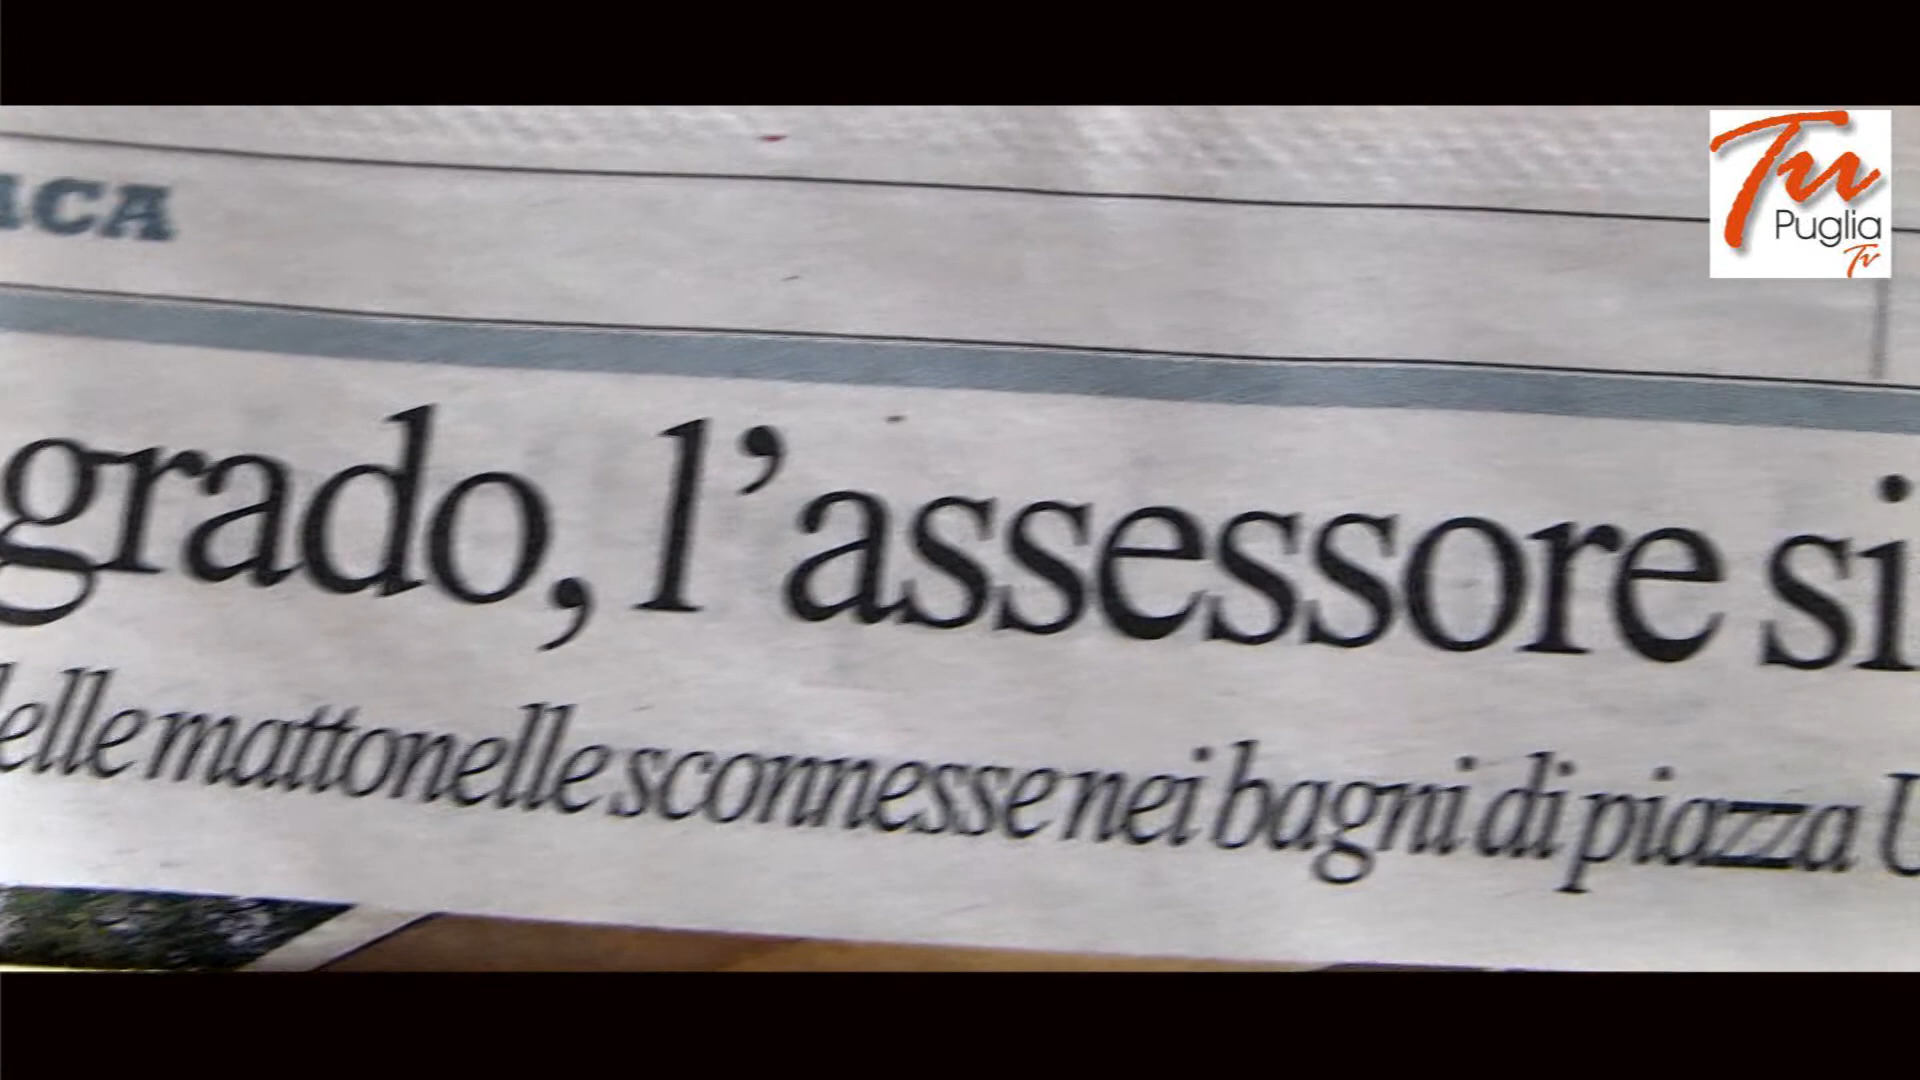 ACA
Tu
Puglia
Tv
grado, l'assessore si
elle mattonelle sconnesse nei bagni di piazza U